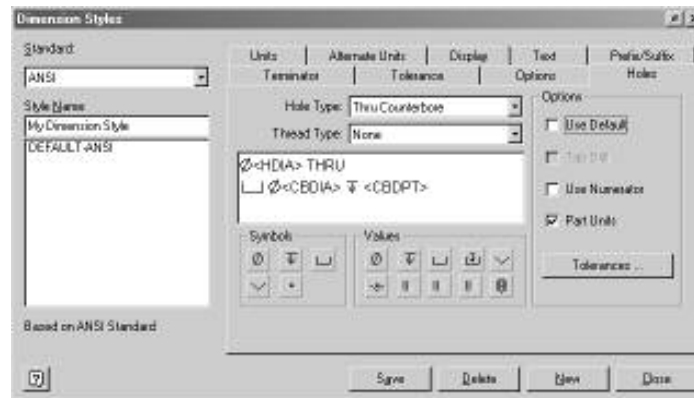 Dimension Styles
Standard:
ANSI
Style Name
My Dimension Style
DEFAULT-ANSI
Based on ANSI Standard
Units
Alternate Units
Display
Text
Prefix/Suffix
Terminator
Tolerance
Options
Holes
Hole Type: Thru Counterbore
Thread Type: None
Ø<HDIA> THRU
⌴ Ø<CBDIA> ↧ <CBDPT>
Symbols
Values
Options
Use Default
Use Numerator
Part Units
Tolerances ...
Save
Delete
New
Close